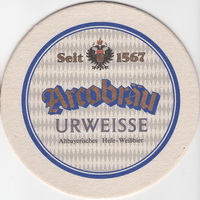 Seit 1567
Arcobräu
URWEISSE
Altbayerisches Hefe-Weißbier